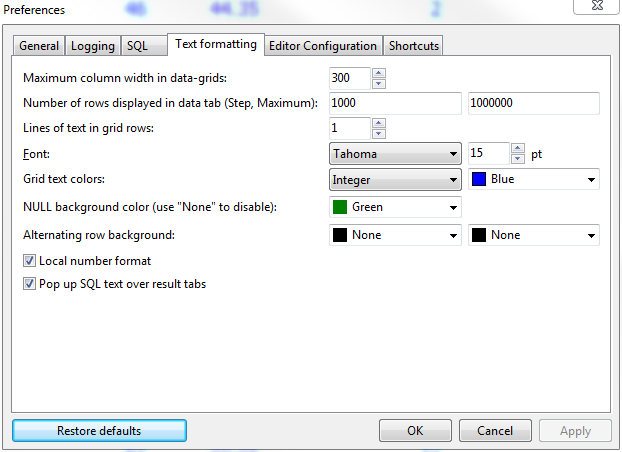 46 44.35 2
Preferences
General Logging SQL Text formatting Editor Configuration Shortcuts
Maximum column width in data-grids: 300
Number of rows displayed in data tab (Step, Maximum): 1000 1000000
Lines of text in grid rows: 1
Font: Tahoma 15 pt
Grid text colors: Integer Blue
NULL background color (use "None" to disable): Green
Alternating row background: None None
Local number format
Pop up SQL text over result tabs
Restore defaults OK Cancel Apply